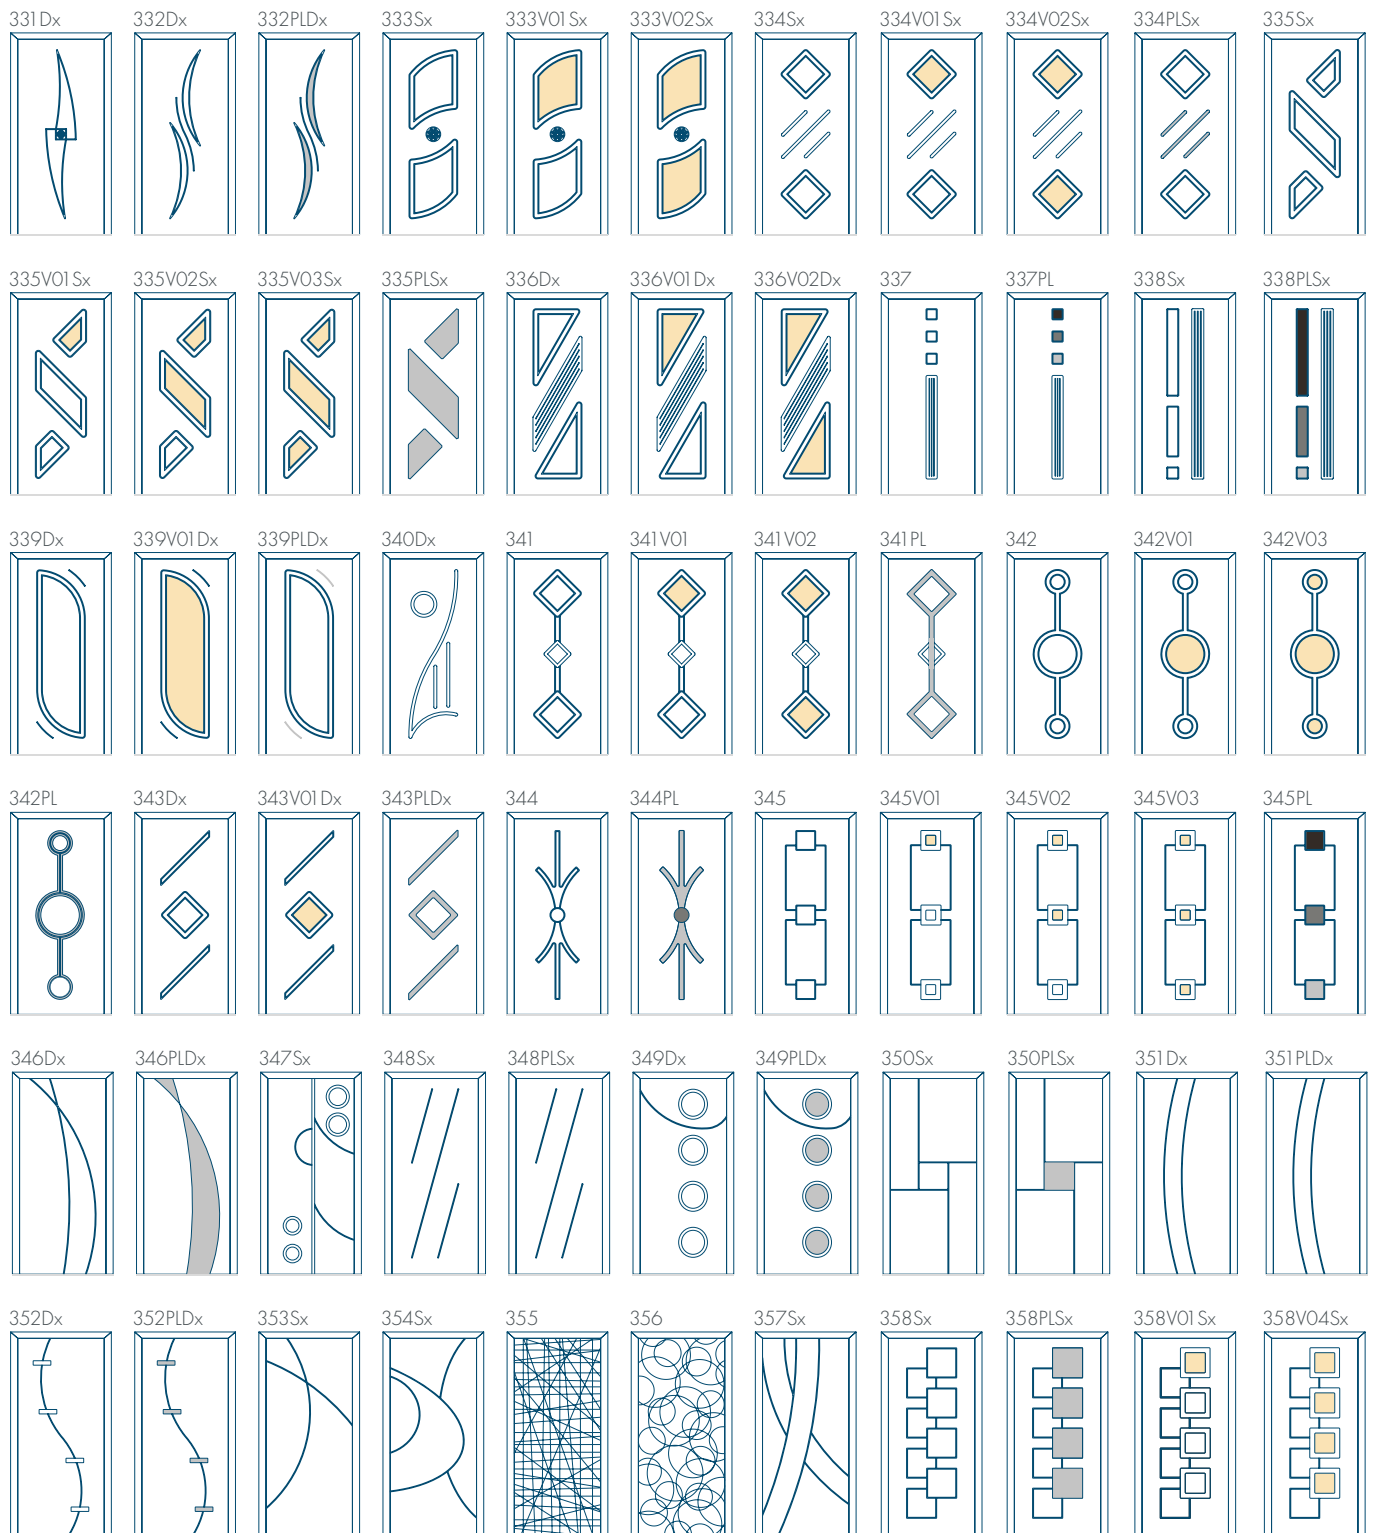 331Dx 332Dx 332PLDx 333Sx 333V01Sx 333V02Sx 334Sx 334V01Sx 334V02Sx 334PLSx 335Sx
335V01Sx 335V02Sx 335V03Sx 335PLSx 336Dx 336V01Dx 336V02Dx 337 337PL 338Sx 338PLSx
339Dx 339V01Dx 339PLDx 340Dx 341 341V01 341V02 341PL 342 342V01 342V03
342PL 343Dx 343V01Dx 343PLDx 344 344PL 345 345V01 345V02 345V03 345PL
346Dx 346PLDx 347Sx 348Sx 348PLSx 349Dx 349PLDx 350Sx 350PLSx 351Dx 351PLDx
352Dx 352PLDx 353Sx 354Sx 355 356 357Sx 358Sx 358PLSx 358V01Sx 358V04Sx